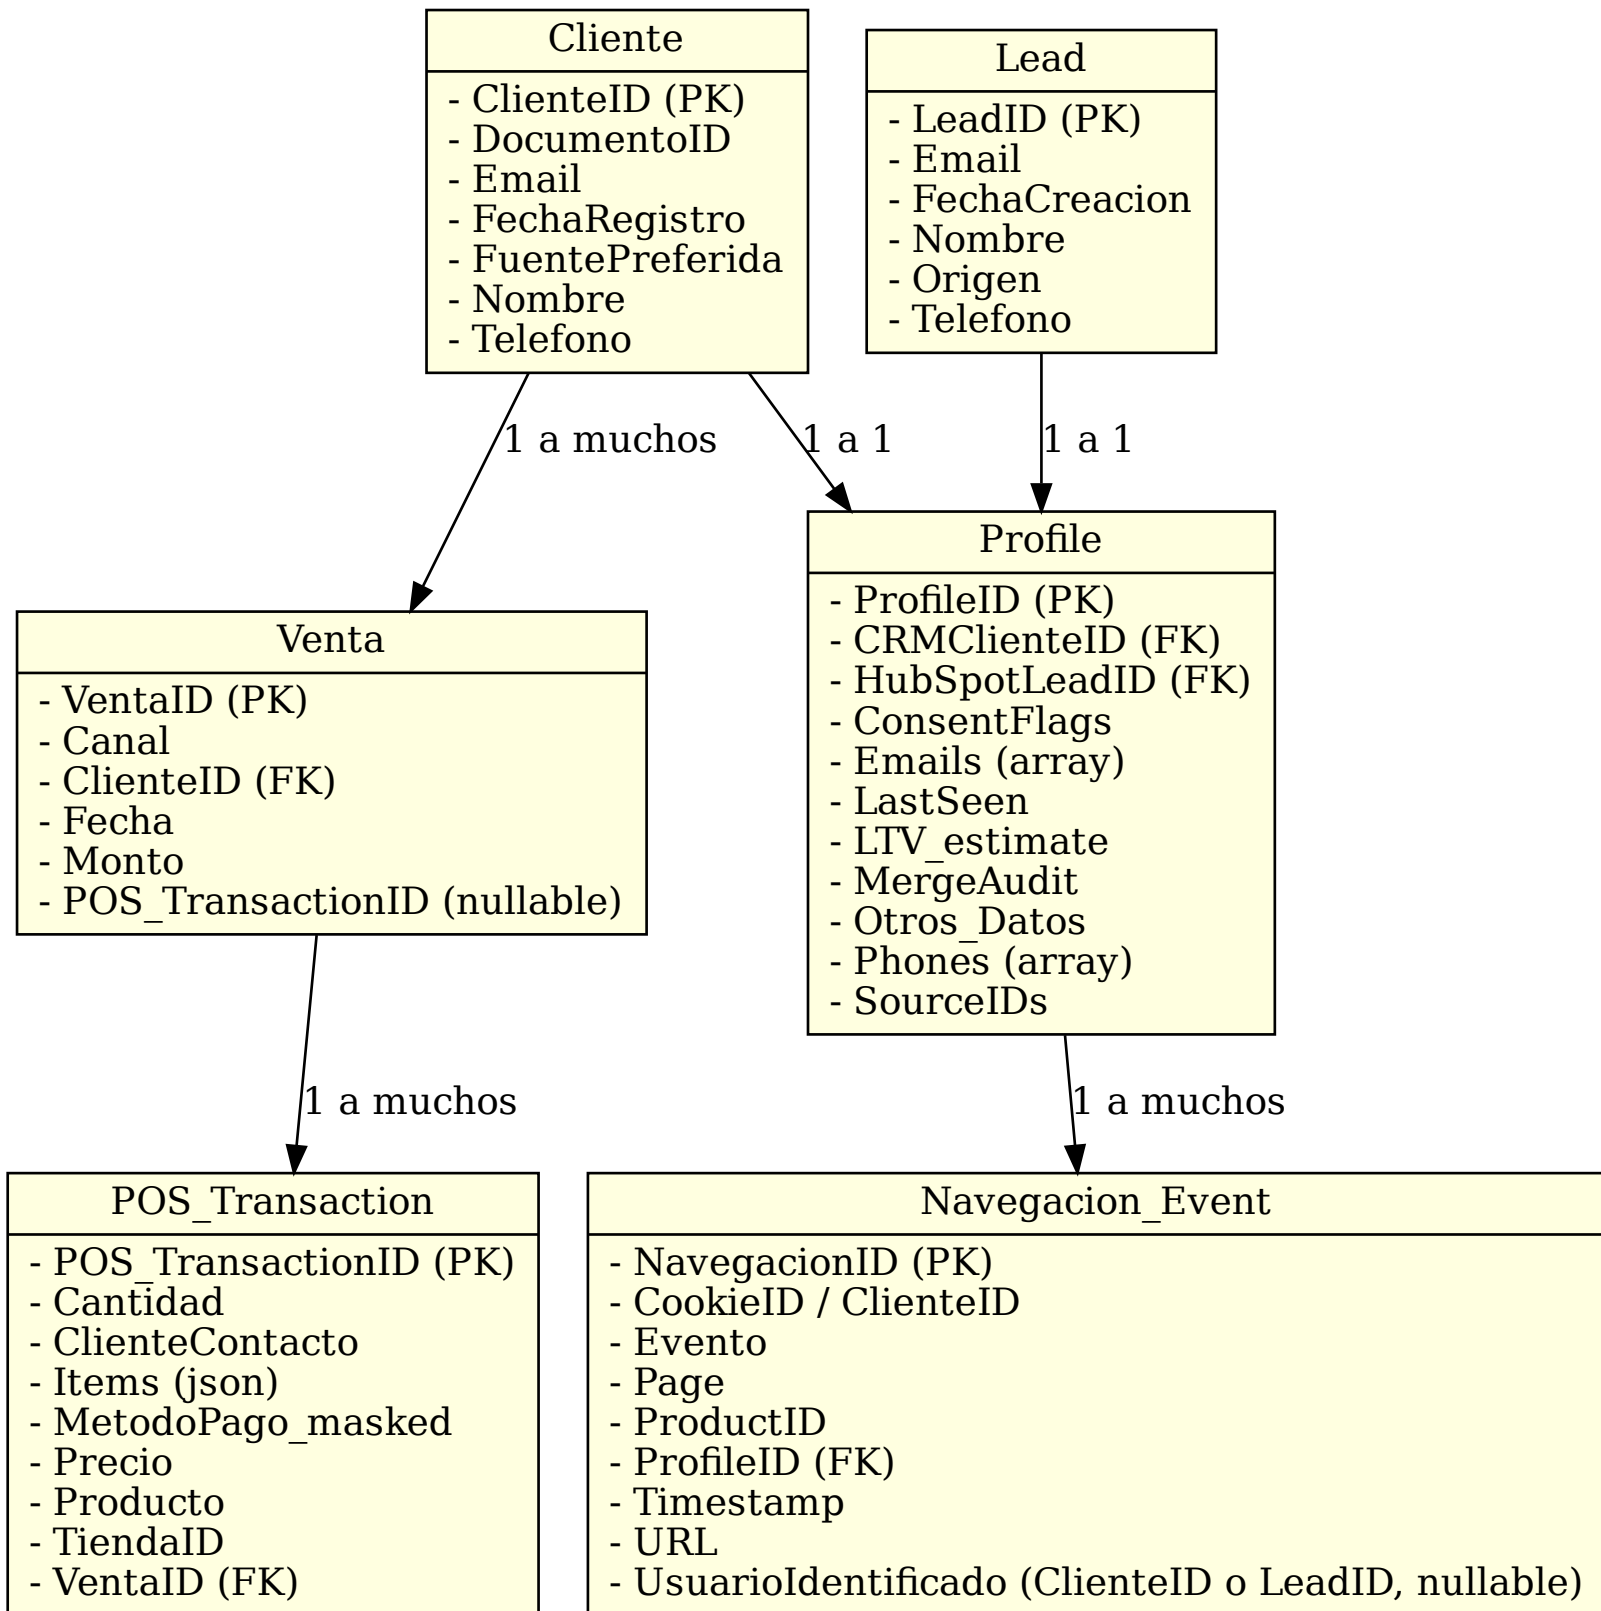 Cliente
- ClienteID (PK)
- DocumentoID
- Email
- FechaRegistro
- FuentePreferida
- Nombre
- Telefono
Lead
- LeadID (PK)
- Email
- FechaCreacion
- Nombre
- Origen
- Telefono
1 a muchos
1 a 1
1 a 1
Venta
- VentaID (PK)
- Canal
- ClienteID (FK)
- Fecha
- Monto
- POS_TransactionID (nullable)
Profile
- ProfileID (PK)
- CRMClienteID (FK)
- HubSpotLeadID (FK)
- ConsentFlags
- Emails (array)
- LastSeen
- LTV_estimate
- MergeAudit
- Otros_Datos
- Phones (array)
- SourceIDs
1 a muchos
1 a muchos
POS_Transaction
- POS_TransactionID (PK)
- Cantidad
- ClienteContacto
- Items (json)
- MetodoPago_masked
- Precio
- Producto
- TiendaID
- VentaID (FK)
Navegacion_Event
- NavegacionID (PK)
- CookieID / ClienteID
- Evento
- Page
- ProductID
- ProfileID (FK)
- Timestamp
- URL
- UsuarioIdentificado (ClienteID o LeadID, nullable)